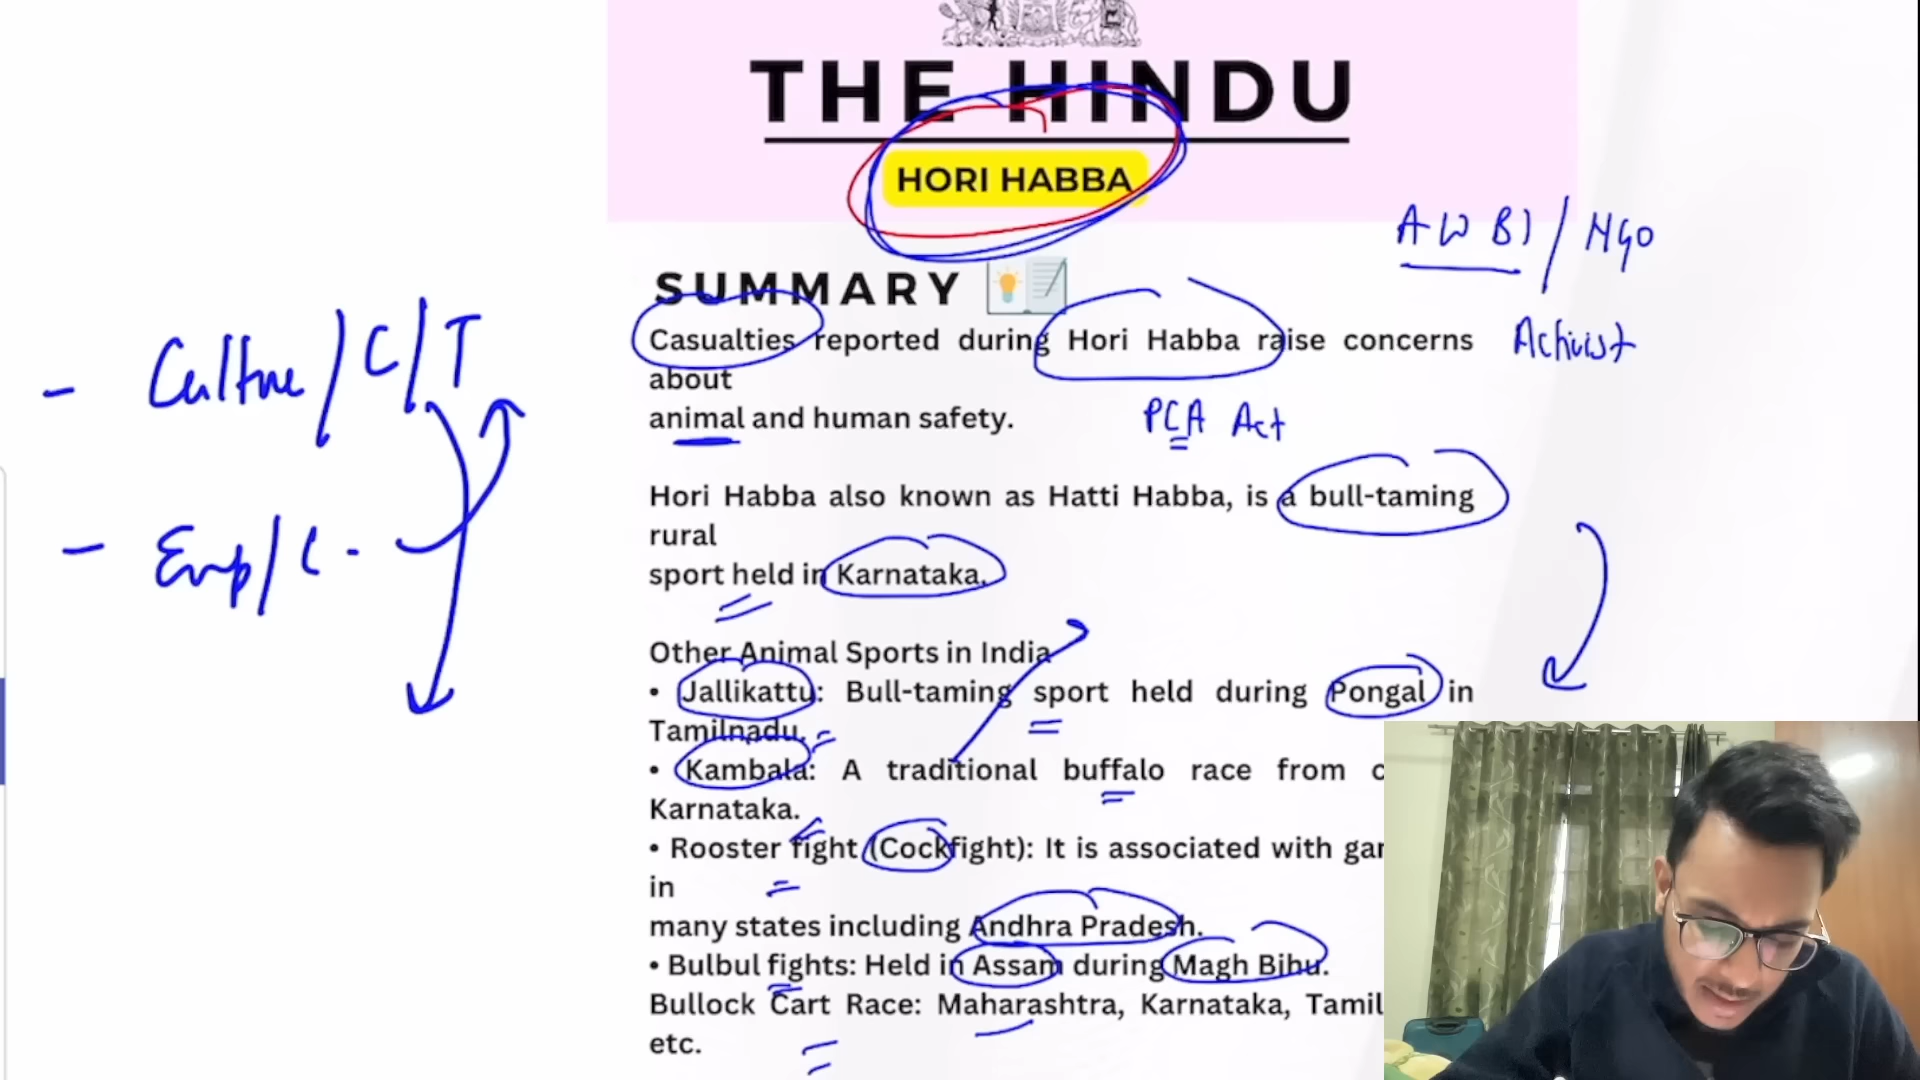 THE HINDU
HORI HABBA
AWBI / NGO
SUMMARY
Culture / C / T
Casualties reported during Hori Habba raise concerns
Activist
about
animal and human safety.
PCA Act
Hori Habba also known as Hatti Habba, is a bull-taming
rural
sport held in Karnataka.
Other Animal Sports in India
• Jallikattu: Bull-taming sport held during Pongal in
Tamilnadu.
• Kambala: A traditional buffalo race from
Karnataka.
• Rooster fight (Cockfight): It is associated with
in
many states including Andhra Pradesh.
• Bulbul fights: Held in Assam during Magh Bihu.
Bullock Cart Race: Maharashtra, Karnataka, Tamil
etc.